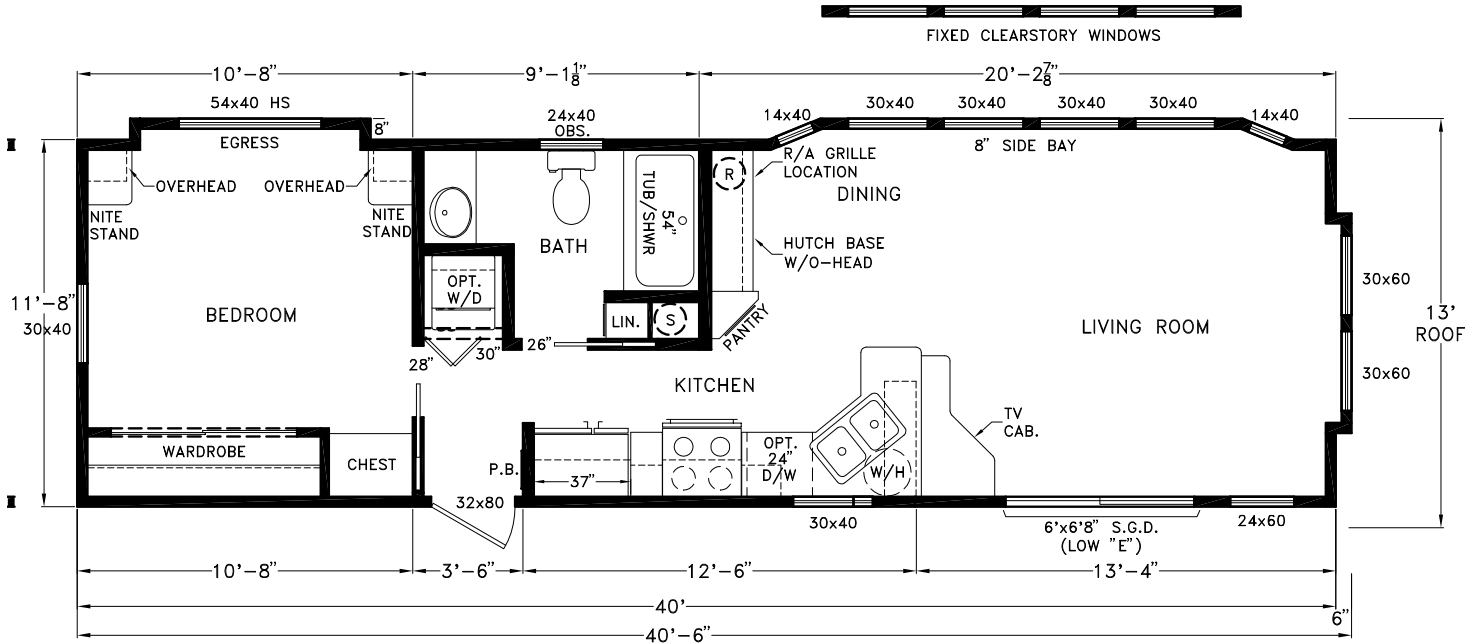 FIXED CLEARSTORY WINDOWS
10'-8"
9'-1 1/8"
20'-2 7/8"
54x40 HS
24x40
OBS.
14x40
30x40
30x40
30x40
30x40
14x40
8"
EGRESS
8" SIDE BAY
R/A GRILLE
LOCATION
R
OVERHEAD
OVERHEAD
DINING
NITE
STAND
NITE
STAND
TUB/SHWR
54"
BATH
HUTCH BASE
W/O-HEAD
OPT.
W/D
30x60
11'-8"
30x40
BEDROOM
LIN.
S
PANTRY
LIVING ROOM
13'
ROOF
28"
30"
26"
KITCHEN
30x60
TV
CAB.
WARDROBE
CHEST
P.B.
37"
OPT.
24"
D/W
W/H
32x80
30x40
6'x6'8" S.G.D.
(LOW "E")
24x60
10'-8"
3'-6"
12'-6"
13'-4"
40'
6"
40'-6"